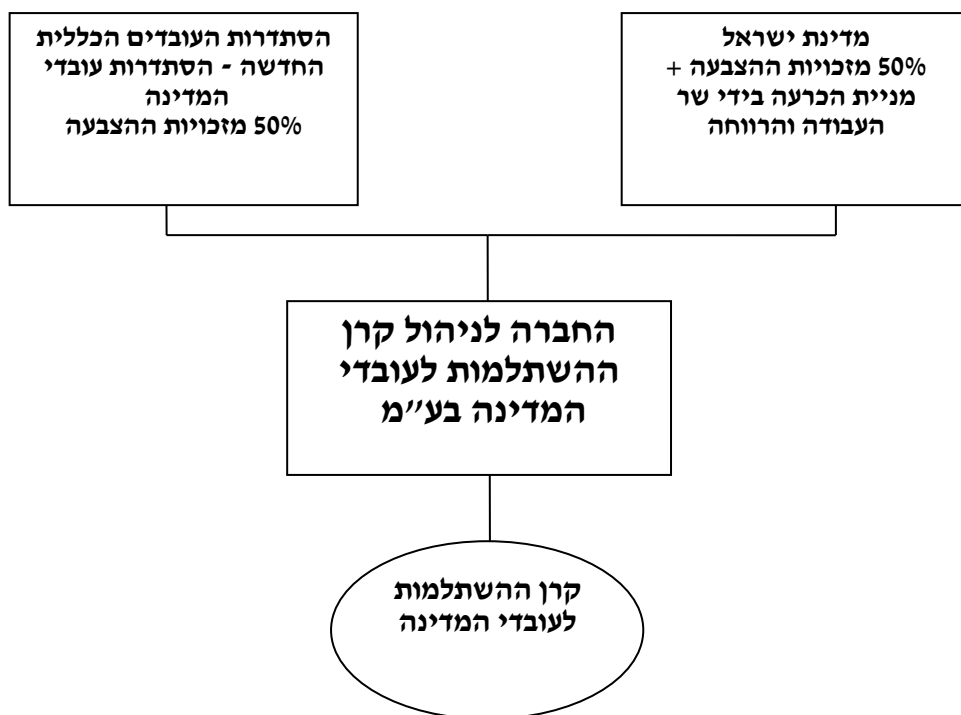 מדינת ישראל
50% מזכויות ההצבעה +
מניית הכרעה בידי שר
העבודה והרווחה
הסתדרות העובדים הכללית
החדשה - הסתדרות עובדי
המדינה
50% מזכויות ההצבעה
החברה לניהול קרן
ההשתלמות לעובדי
המדינה בע״מ
קרן ההשתלמות
לעובדי המדינה